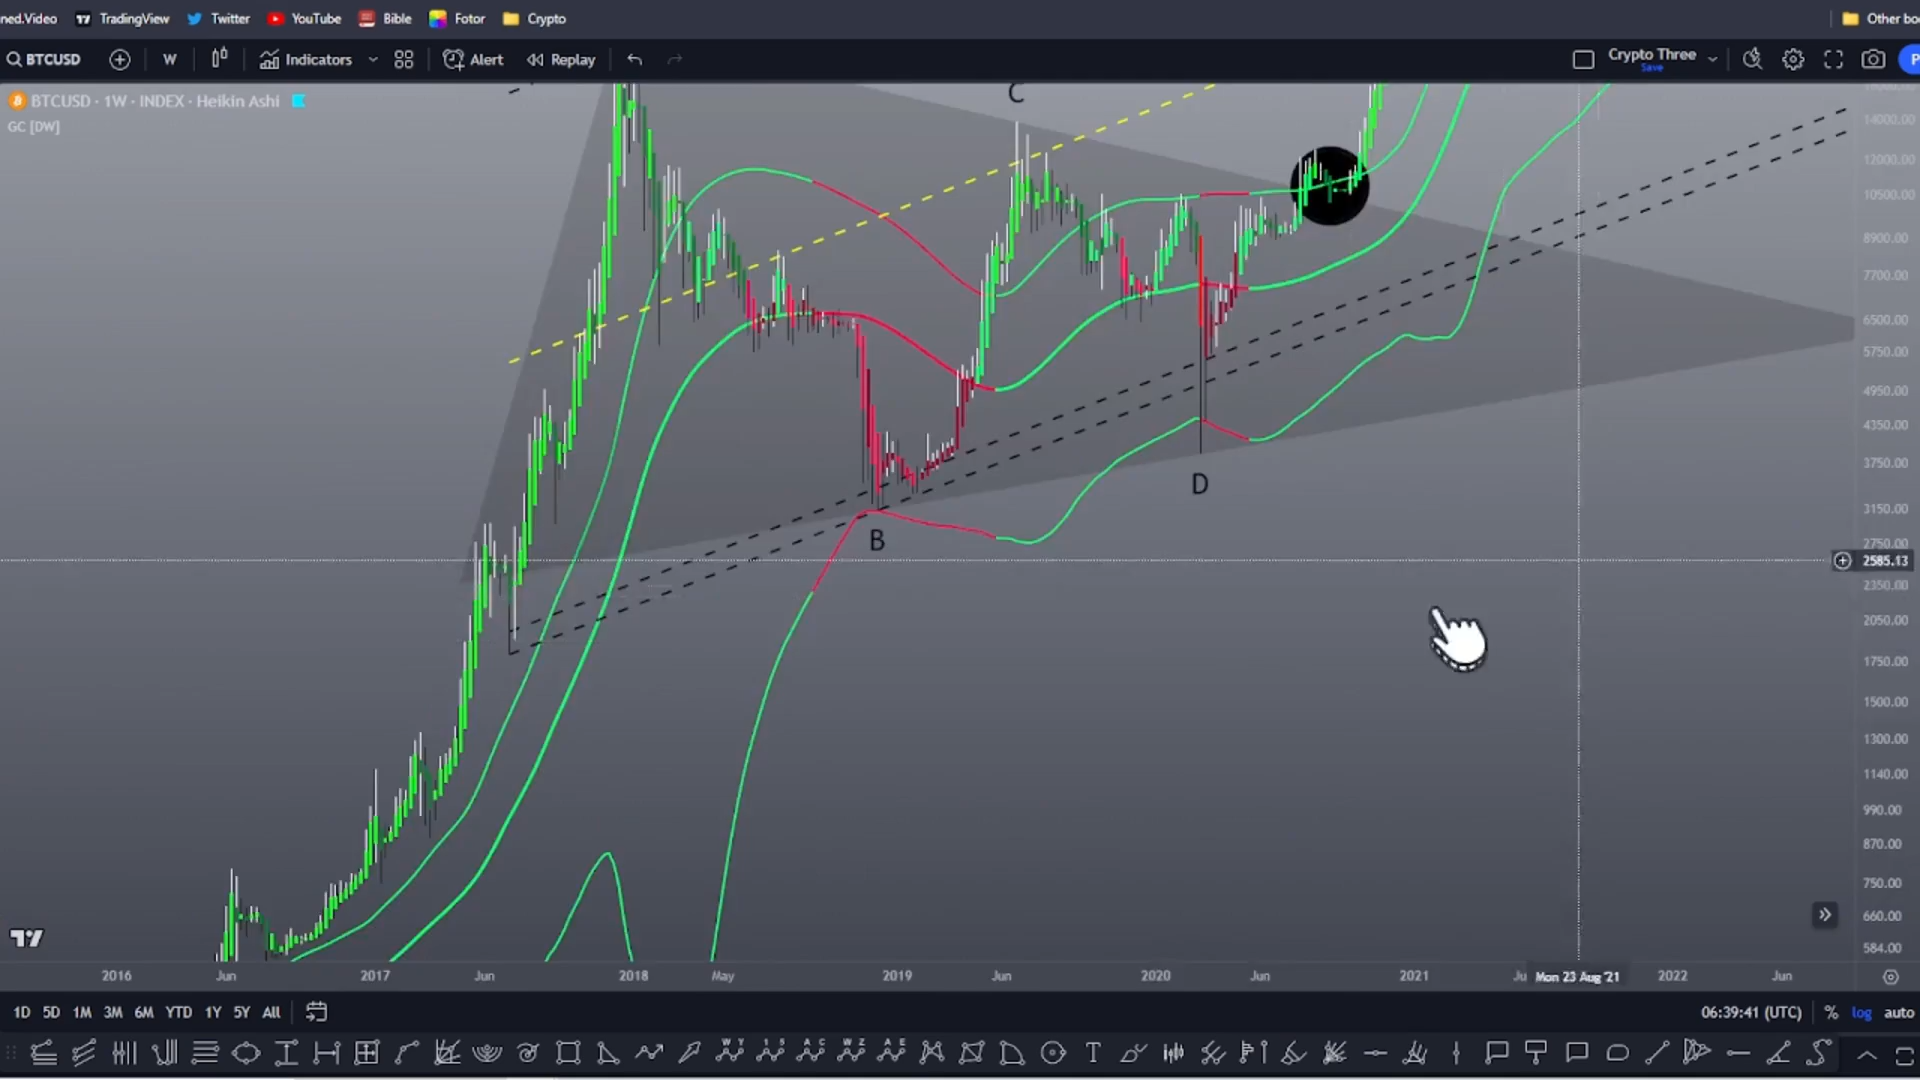 ned.Video TradingView Twitter YouTube Bible Fotor Crypto Other bo
BTCUSD W Indicators Alert Replay Crypto Three
Save
P
BTCUSD · 1W · INDEX · Heikin Ashi
GC [DW]
C
B
D
14000.00
12000.00
10500.00
8900.00
7700.00
6500.00
5750.00
4950.00
4350.00
3750.00
3150.00
2750.00
2585.13
2350.00
2050.00
1750.00
1500.00
1300.00
1140.00
990.00
870.00
750.00
660.00
584.00
2016 Jun 2017 Jun 2018 May 2019 Jun 2020 Jun 2021 Ju Mon 23 Aug '21 2022 Jun
1D 5D 1M 3M 6M YTD 1Y 5Y All 06:39:41 (UTC) % log auto